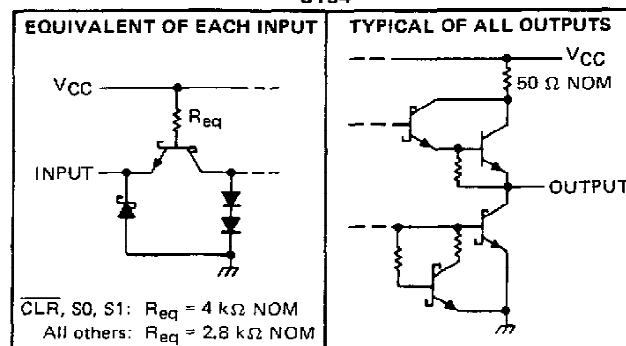 EQUIVALENT OF EACH INPUT
VCC
Req
INPUT
CLR, S0, S1: Req = 4 kΩ NOM
All others: Req = 2.8 kΩ NOM
TYPICAL OF ALL OUTPUTS
VCC
50 Ω NOM
OUTPUT